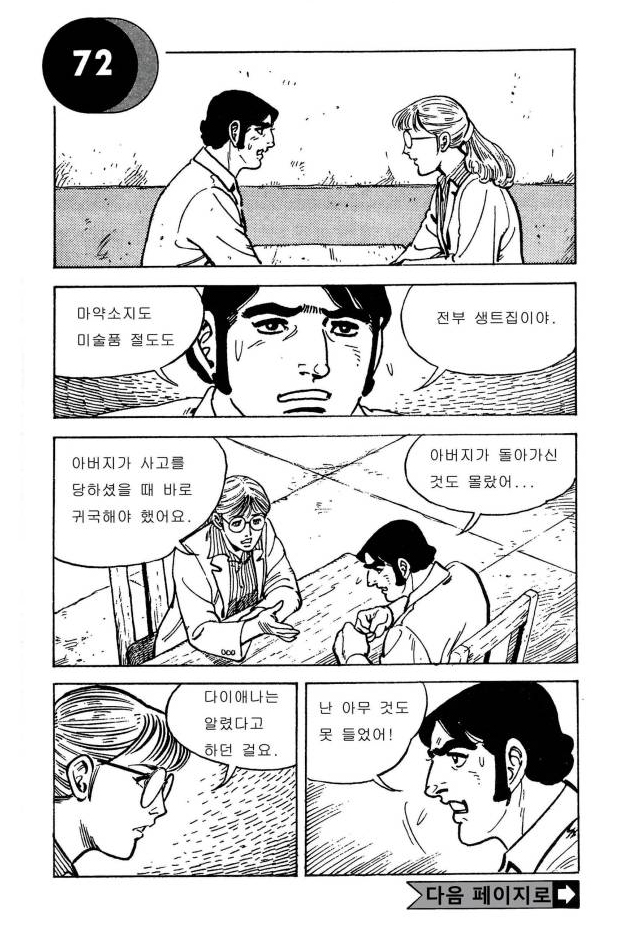 72
마약소지도
미술품 절도도
전부 생트집이야.
아버지가 사고를
당하셨을 때 바로
귀국해야 했어요.
아버지가 돌아가신
것도 몰랐어...
다이애나는
알렸다고
하던 걸요.
난 아무 것도
못 들었어!
다음 페이지로